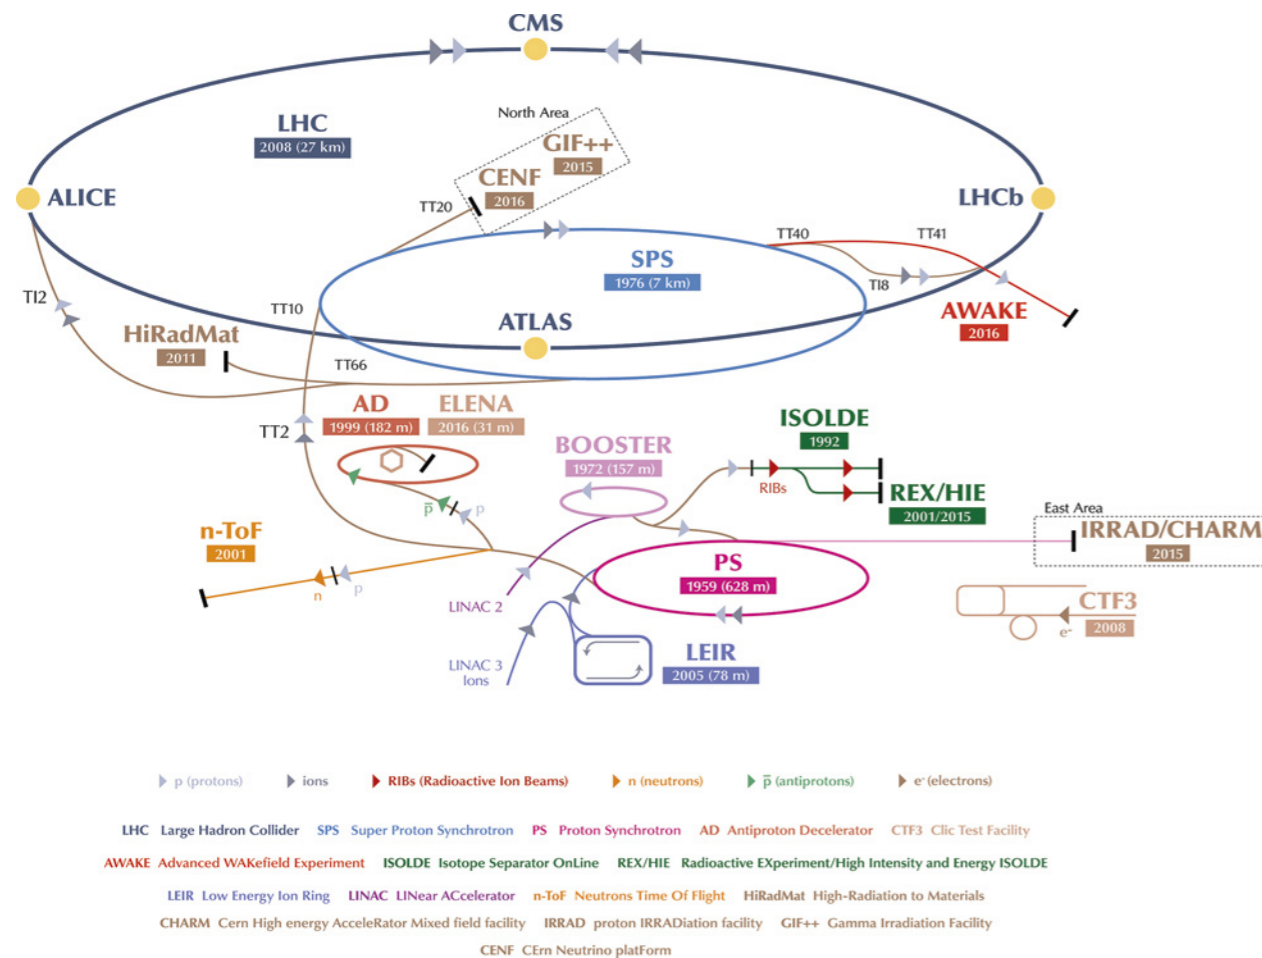 CMS
North Area
LHC
2008 (27 km)
GIF++
2015
CENF
2016
ALICE
LHCb
TT20
TT40
TT41
SPS
1976 (7 km)
TI8
TI2
TT10
AWAKE
2016
ATLAS
HiRadMat
2011
TT66
AD
1999 (182 m)
ELENA
2016 (31 m)
TT2
ISOLDE
1992
BOOSTER
1972 (157 m)
RIBs
REX/HIE
2001/2015
p̅
p
East Area
IRRAD/CHARM
2015
n-ToF
2001
n
p
PS
1959 (628 m)
LINAC 2
CTF3
2008
e-
LINAC 3
Ions
LEIR
2005 (78 m)
p (protons) ions RIBs (Radioactive Ion Beams) n (neutrons) p̅ (antiprotons) e- (electrons)
LHC Large Hadron Collider SPS Super Proton Synchrotron PS Proton Synchrotron AD Antiproton Decelerator CTF3 Clic Test Facility
AWAKE Advanced WAKefield Experiment ISOLDE Isotope Separator OnLine REX/HIE Radioactive EXperiment/High Intensity and Energy ISOLDE
LEIR Low Energy Ion Ring LINAC LINear ACcelerator n-ToF Neutrons Time Of Flight HiRadMat High-Radiation to Materials
CHARM Cern High energy AcceleRator Mixed field facility IRRAD proton IRRADiation facility GIF++ Gamma Irradiation Facility
CENF CErn Neutrino platForm